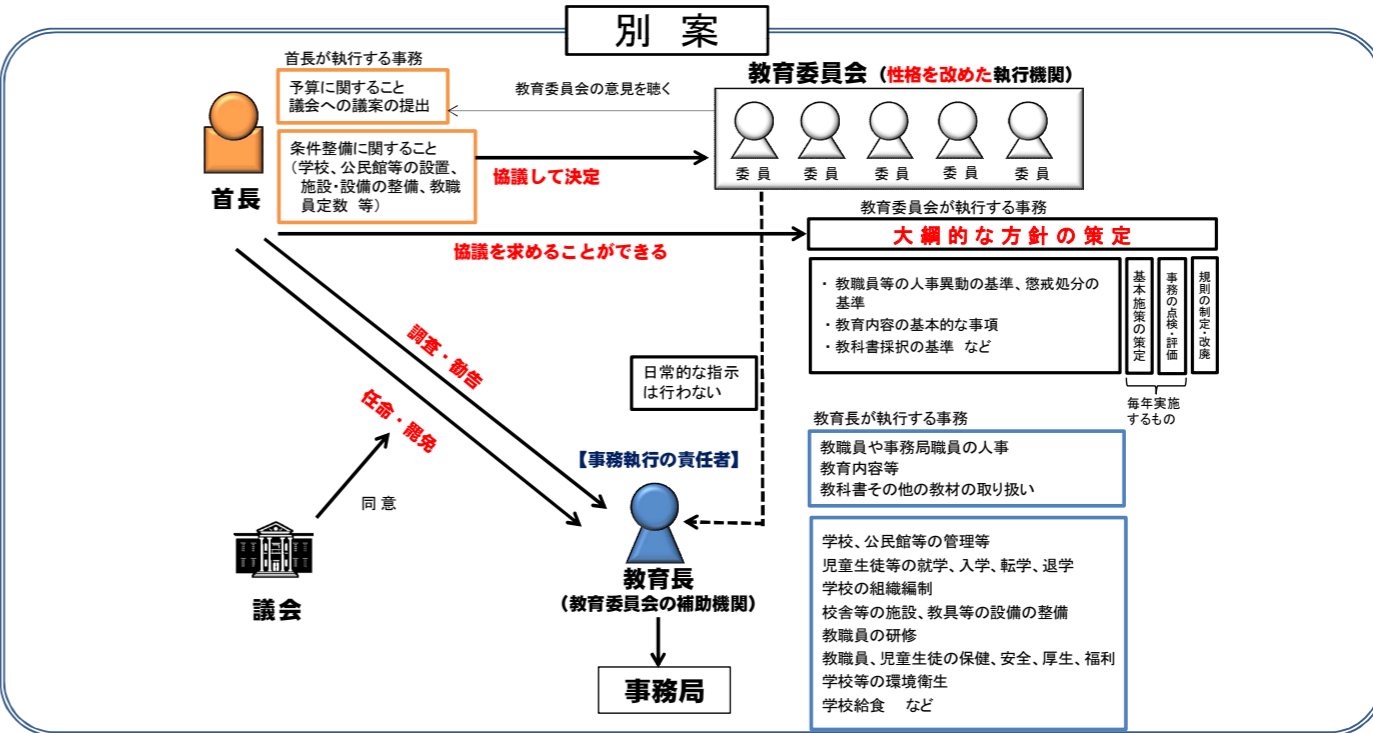 別 案
首長が執行する事務
予算に関すること
議会への議案の提出
条件整備に関すること
（学校、公民館等の設置、
施設・設備の整備、教職
員定数 等）
首長
教育委員会の意見を聴く
協議して決定
教育委員会（性格を改めた執行機関）
委員 委員 委員 委員 委員
協議を求めることができる
教育委員会が執行する事務
大綱的な方針の策定
・ 教職員等の人事異動の基準、懲戒処分の
基準
・教育内容の基本的な事項
・教科書採択の基準 など
基本施策の策定
事務の点検・評価
規則の制定・改廃
毎年実施
するもの
調査・勧告
任命・罷免
同意
議会
日常的な指示
は行わない
【事務執行の責任者】
教育長
（教育委員会の補助機関）
事務局
教育長が執行する事務
教職員や事務局職員の人事
教育内容等
教科書その他の教材の取り扱い
学校、公民館等の管理等
児童生徒等の就学、入学、転学、退学
学校の組織編制
校舎等の施設、教具等の設備の整備
教職員の研修
教職員、児童生徒の保健、安全、厚生、福利
学校等の環境衛生
学校給食 など